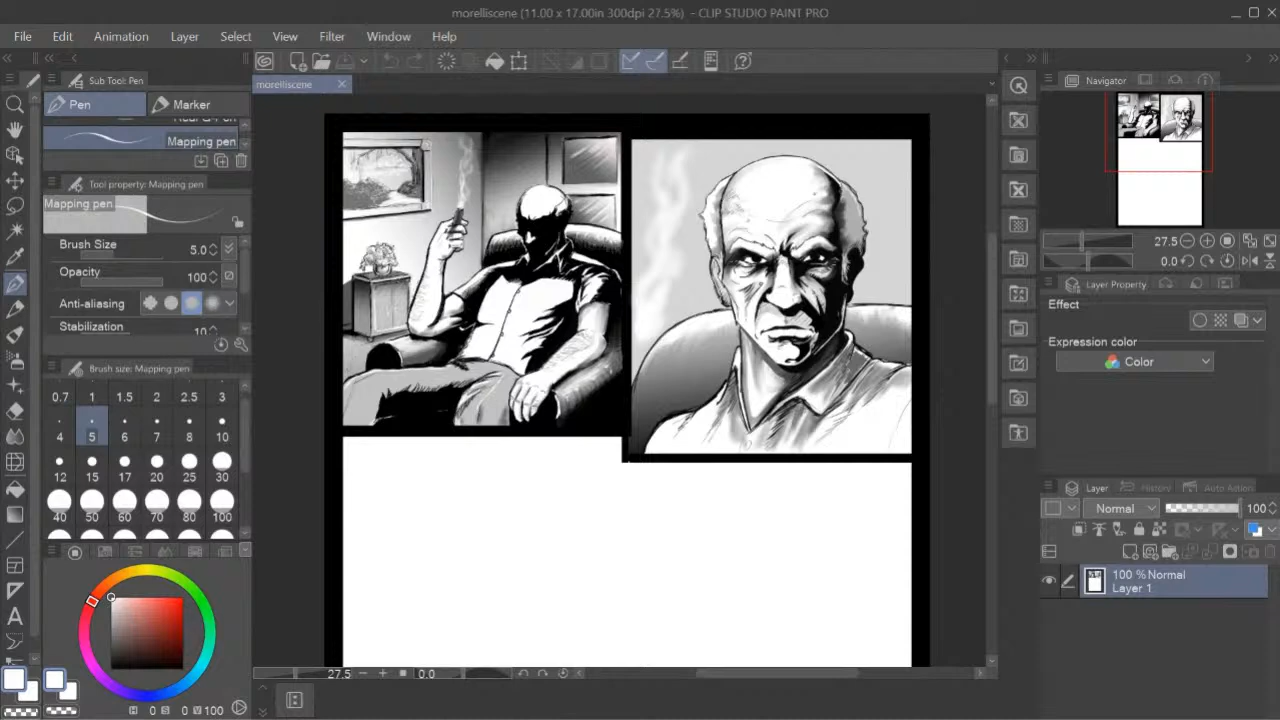 morelliscene (11.00 x 17.00in 300dpi 27.5%) - CLIP STUDIO PAINT PRO
File Edit Animation Layer Select View Filter Window Help
Sub Tool: Pen
morelliscene
Navigator
Pen Marker
Mapping pen
Tool property: Mapping pen
Mapping pen
Brush Size 5.0
Opacity 100
Anti-aliasing
Stabilization 10
27.5
0.0
Layer Property
Effect
Expression color
Color
Brush size: Mapping pen
0.7 1 1.5 2 2.5 3
4 5 6 7 8 10
12 15 17 20 25 30
40 50 60 70 80 100
Layer History Auto Action
Normal 100
100 % Normal
Layer 1
27.5 0.0
H 0 S 0 V 100